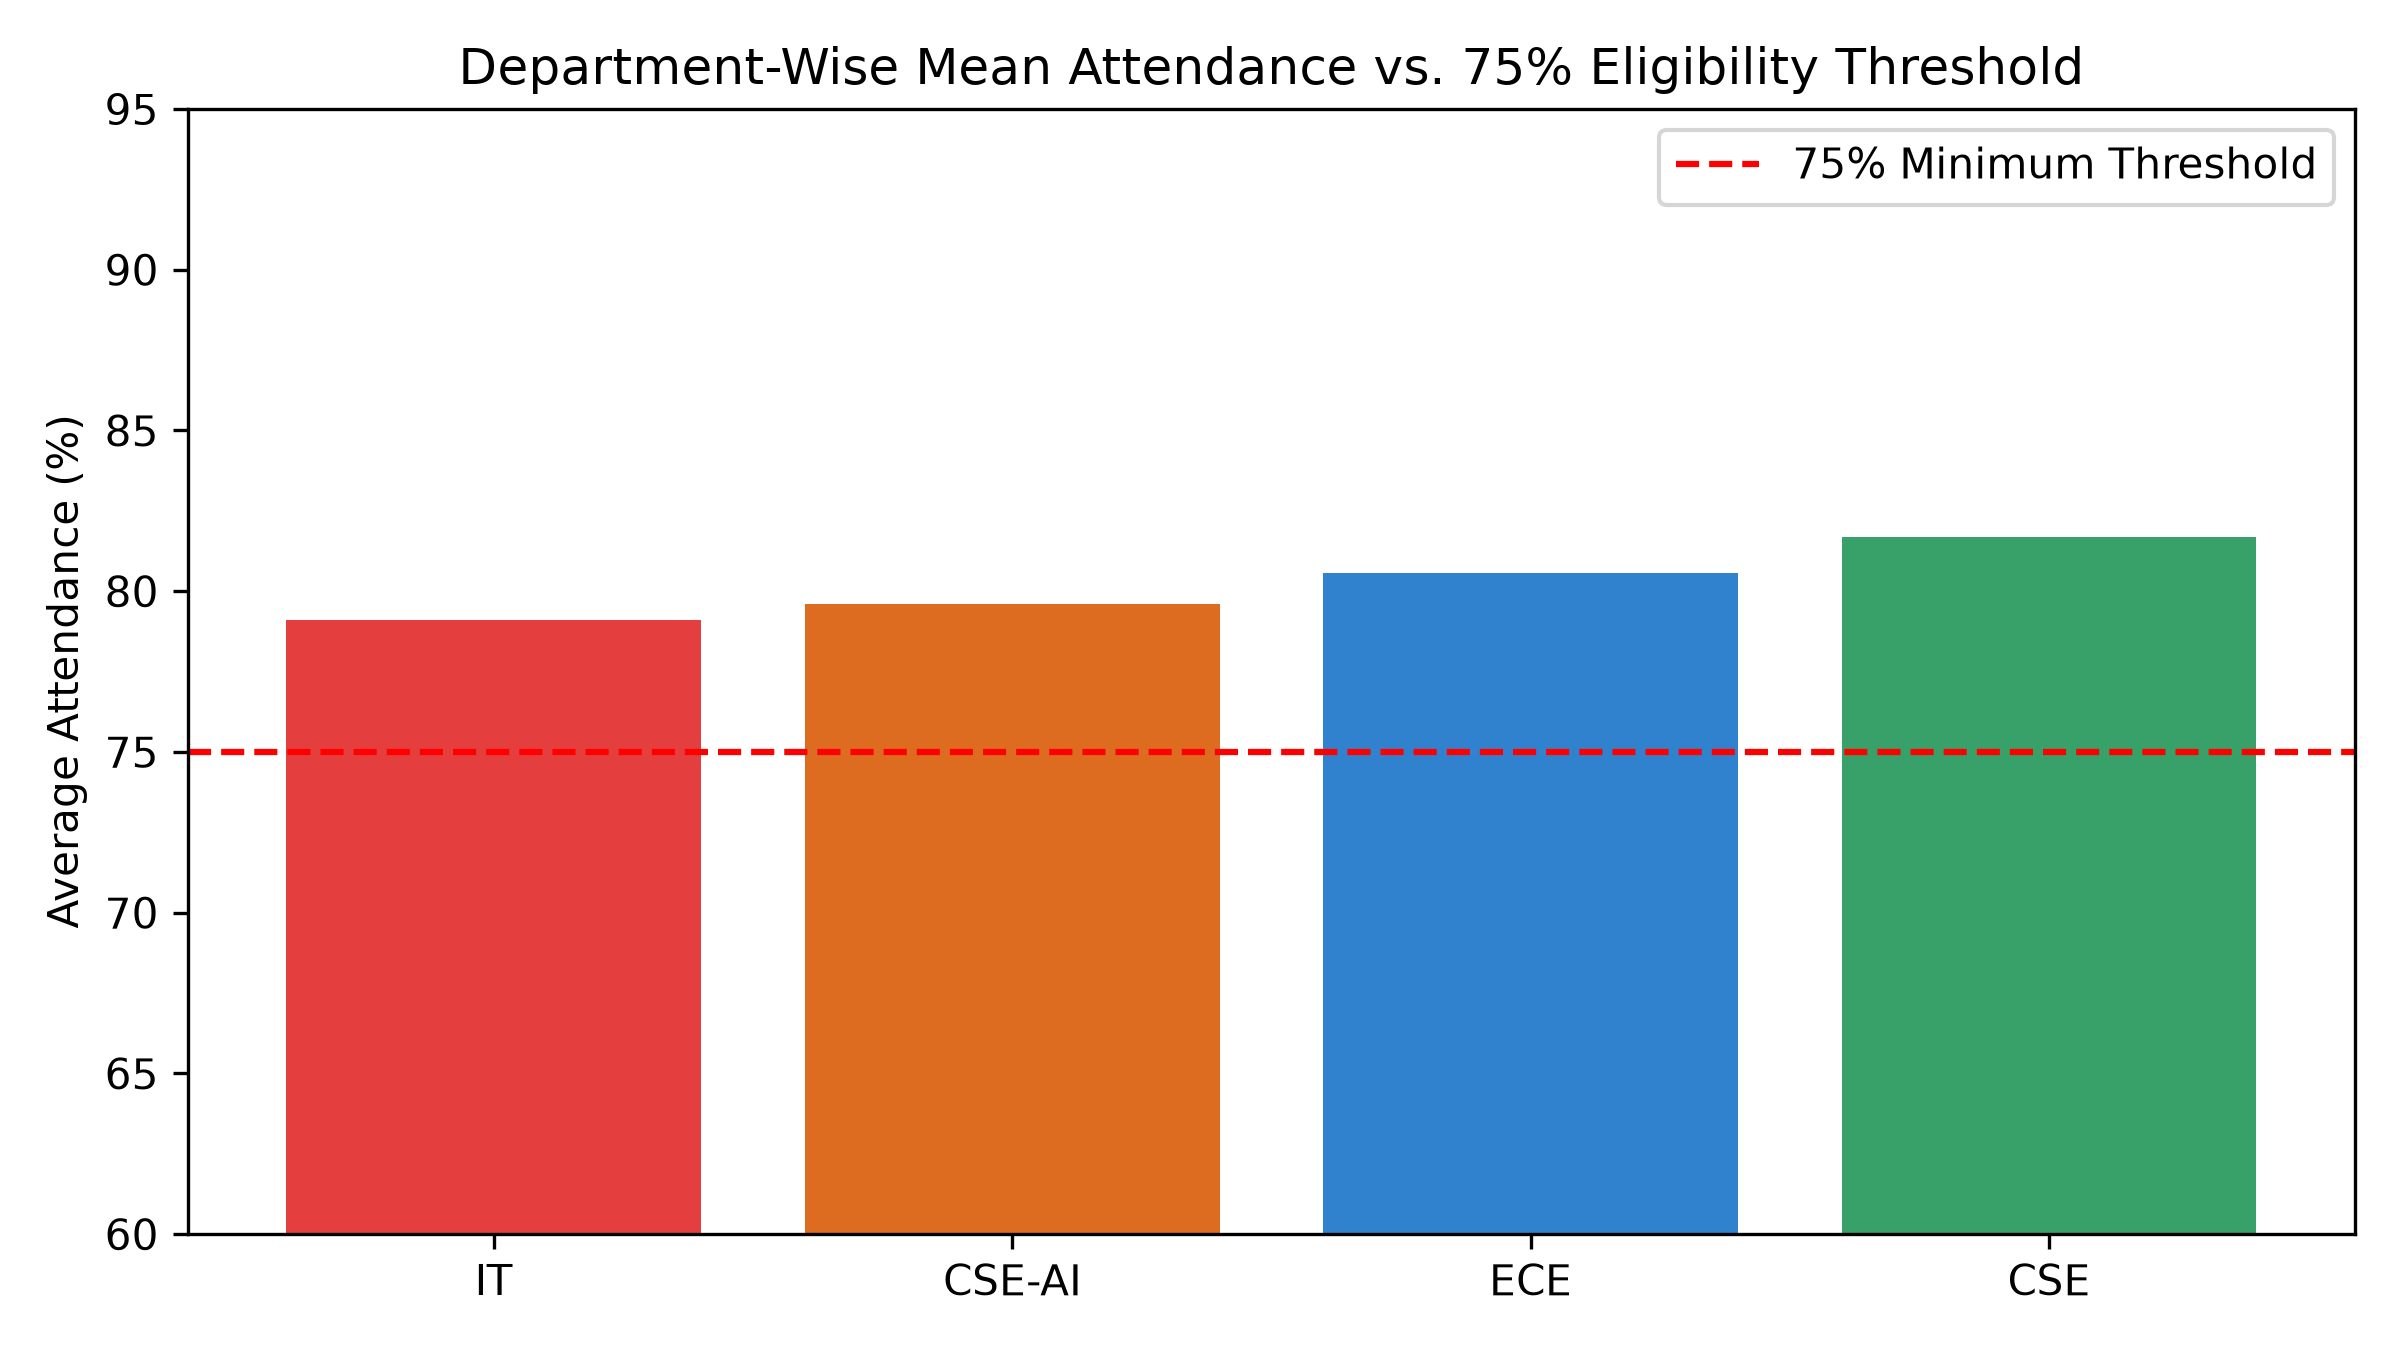 Department-Wise Mean Attendance vs. 75% Eligibility Threshold
75% Minimum Threshold
Average Attendance (%)
95
90
85
80
75
70
65
60
IT
CSE-AI
ECE
CSE